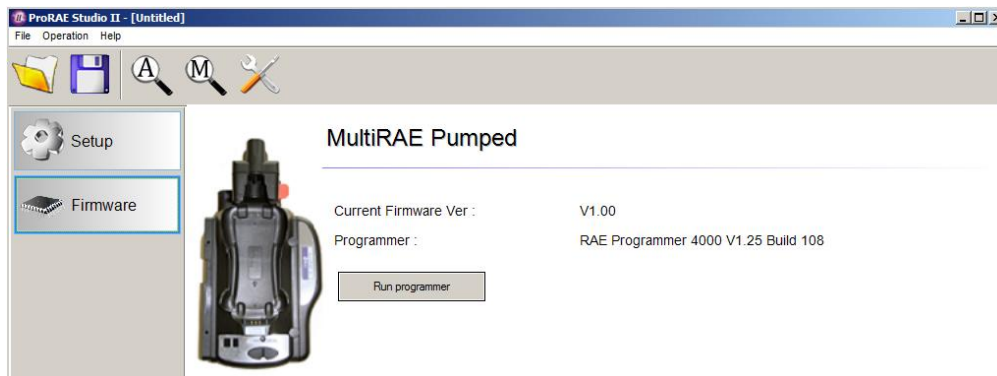 ProRAE Studio II - [Untitled]
File Operation Help
A M
Setup
Firmware
MultiRAE Pumped
Current Firmware Ver : V1.00
Programmer : RAE Programmer 4000 V1.25 Build 108
Run programmer